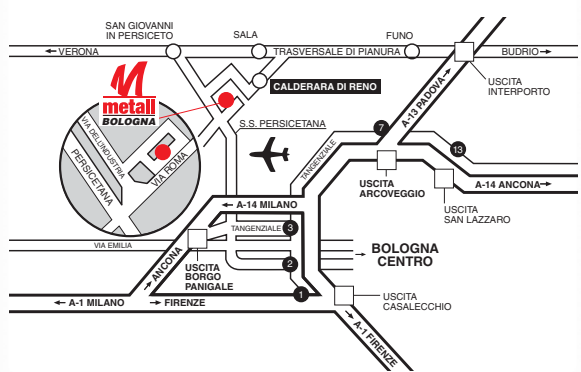 SAN GIOVANNI
IN PERSICETO
SALA
FUNO
← VERONA
TRASVERSALE DI PIANURA
BUDRIO →
M
metall
BOLOGNA
CALDERARA DI RENO
USCITA
INTERPORTO
A-13 PADOVA →
S.S. PERSICETANA
VIA DELL'INDUSTRIA
PERSICETANA
VIA ROMA
TANGENZIALE
7
13
USCITA
ARCOVEGGIO
A-14 ANCONA →
USCITA
SAN LAZZARO
← A-14 MILANO
TANGENZIALE
3
VIA EMILIA
→ BOLOGNA
CENTRO
2
→ ANCONA
USCITA
BORGO
PANIGALE
1
← A-1 MILANO
→ FIRENZE
USCITA
CASALECCHIO
→ A-1 FIRENZE →